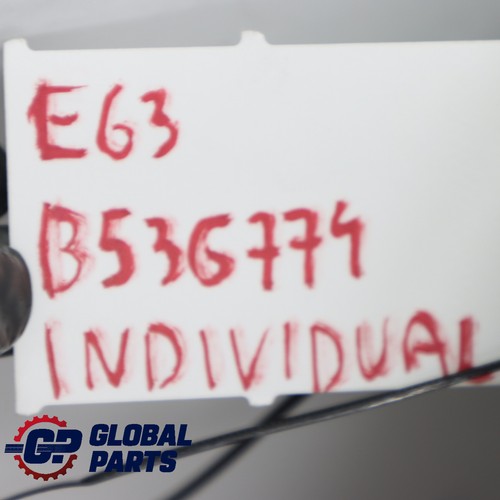 E63
B536774
INDIVIDUAL
GP GLOBAL
PARTS